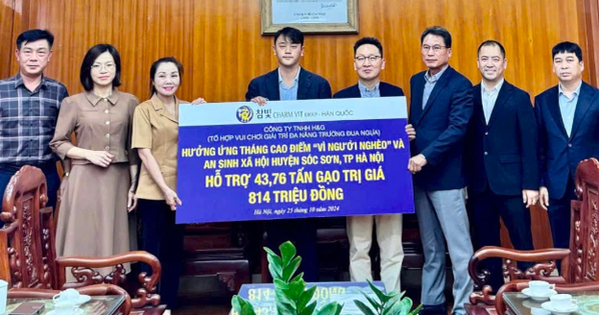 참빛 CHARM VIT GROUP - HÀN QUỐC
CÔNG TY TNHH H&G
(TỔ HỢP VUI CHƠI GIẢI TRÍ ĐA NĂNG TRƯỜNG ĐUA NGỰA)
HƯỞNG ỨNG THÁNG CAO ĐIỂM "VÌ NGƯỜI NGHÈO" VÀ
AN SINH XÃ HỘI HUYỆN SÓC SƠN, TP HÀ NỘI
HỖ TRỢ 43,76 TẤN GẠO TRỊ GIÁ
814 TRIỆU ĐỒNG
Hà Nội, ngày 25 tháng 10 năm 2024